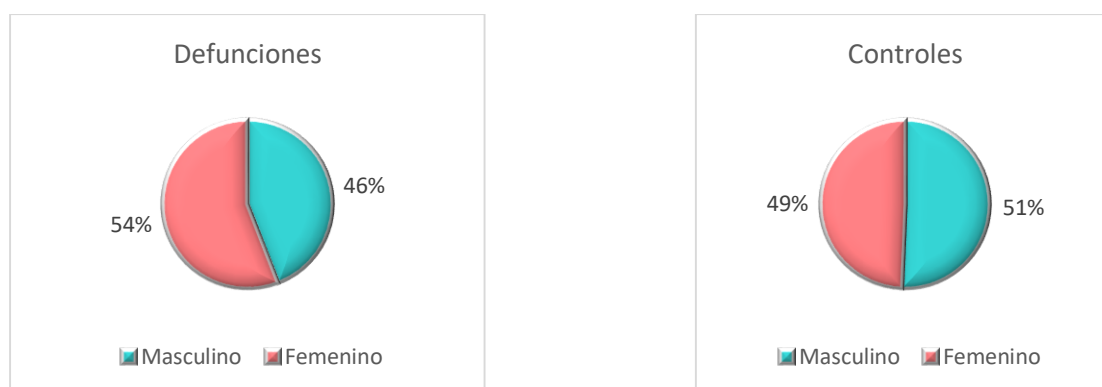 Defunciones
46%
54%
Masculino Femenino
Controles
49%
51%
Masculino Femenino